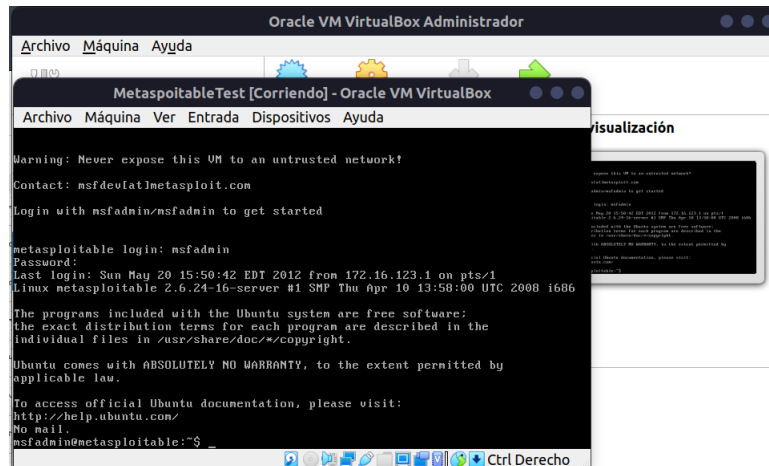 Oracle VM VirtualBox Administrador
Archivo Máquina Ayuda
MetaspoitableTest [Corriendo] - Oracle VM VirtualBox
Archivo Máquina Ver Entrada Dispositivos Ayuda
visualización
Warning: Never expose this VM to an untrusted network!
Contact: msfdev[at]metasploit.com
Login with msfadmin/msfadmin to get started
metasploitable login: msfadmin
Password:
Last login: Sun May 20 15:50:42 EDT 2012 from 172.16.123.1 on pts/1
Linux metasploitable 2.6.24-16-server #1 SMP Thu Apr 10 13:58:00 UTC 2008 i686
The programs included with the Ubuntu system are free software;
the exact distribution terms for each program are described in the
individual files in /usr/share/doc/*/copyright.
Ubuntu comes with ABSOLUTELY NO WARRANTY, to the extent permitted by
applicable law.
To access official Ubuntu documentation, please visit:
http://help.ubuntu.com/
No mail.
msfadmin@metasploitable:~$ _
Ctrl Derecho